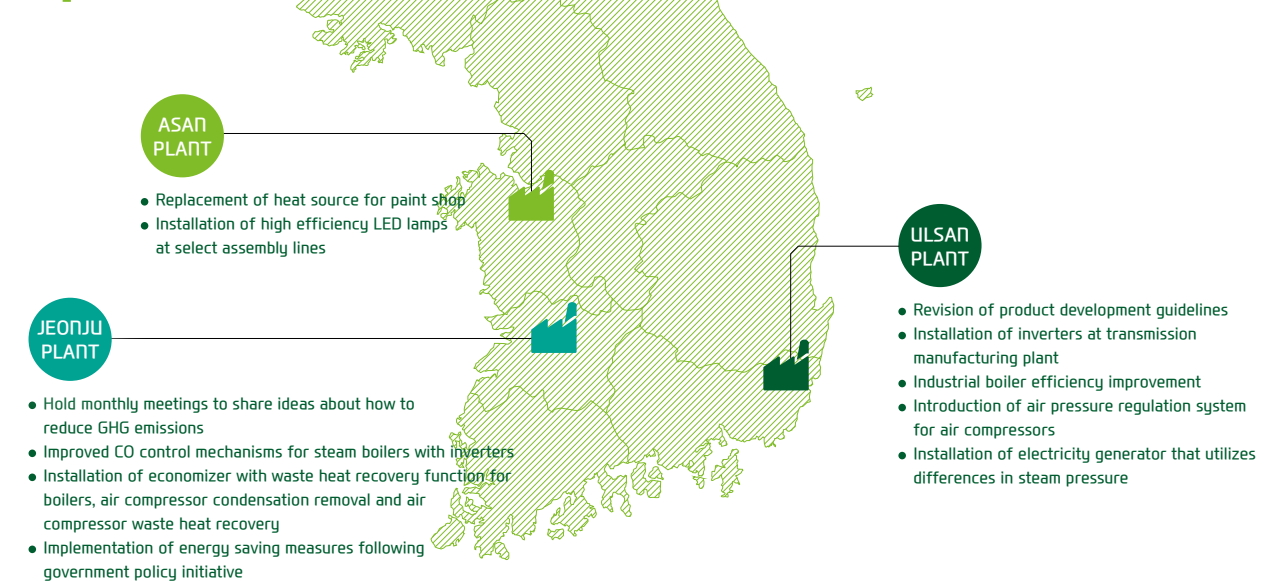 ASAN
PLANT
● Replacement of heat source for paint shop
● Installation of high efficiency LED lamps
at select assembly lines
JEONJU
PLANT
● Hold monthly meetings to share ideas about how to
reduce GHG emissions
● Improved CO control mechanisms for steam boilers with inverters
● Installation of economizer with waste heat recovery function for
boilers, air compressor condensation removal and air
compressor waste heat recovery
● Implementation of energy saving measures following
government policy initiative
ULSAN
PLANT
● Revision of product development guidelines
● Installation of inverters at transmission
manufacturing plant
● Industrial boiler efficiency improvement
● Introduction of air pressure regulation system
for air compressors
● Installation of electricity generator that utilizes
differences in steam pressure